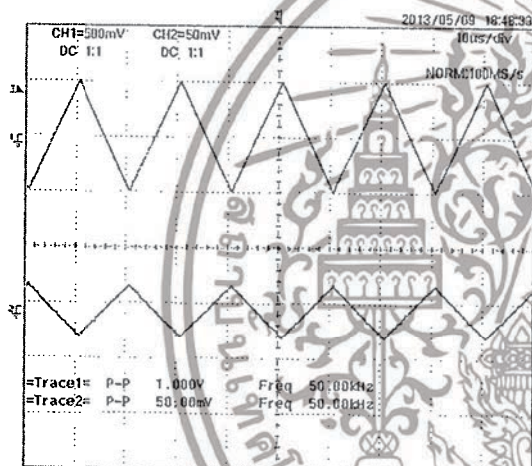 2013/05/09 18:48:33
CH1=500mV CH2=50mV 10us/div
DC 1:1 DC 1:1
NORM:100MS/s
=Trace1= P-P 1.000V Freq 50.00kHz
=Trace2= P-P 50.00mV Freq 50.00kHz